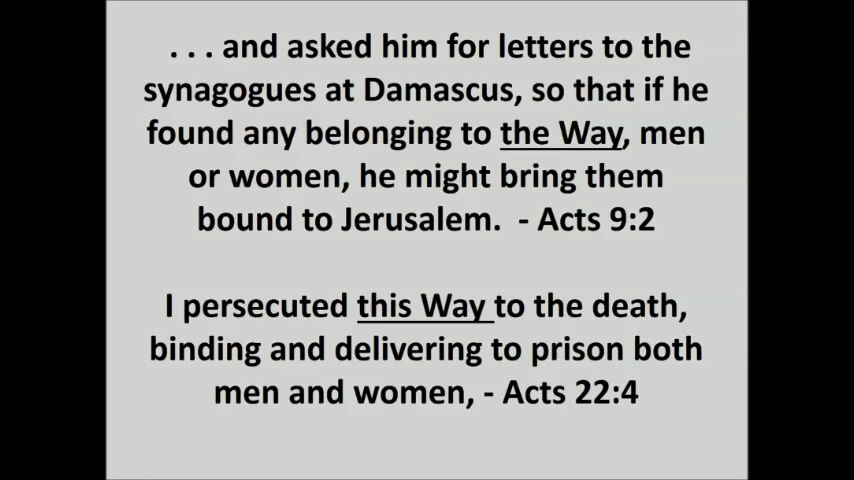 . . . and asked him for letters to the
synagogues at Damascus, so that if he
found any belonging to the Way, men
or women, he might bring them
bound to Jerusalem.  - Acts 9:2
I persecuted this Way to the death,
binding and delivering to prison both
men and women, - Acts 22:4